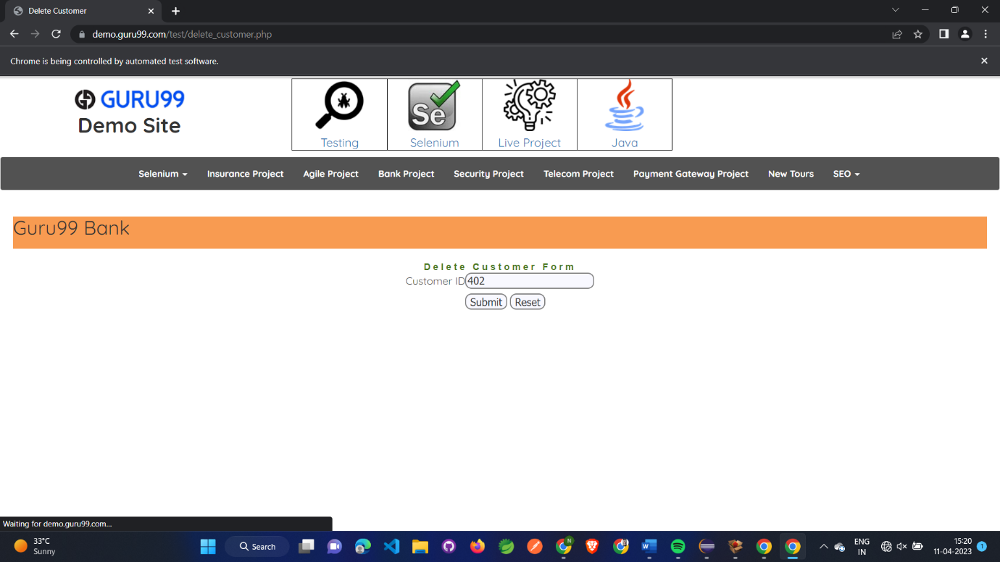 Delete Customer
demo.guru99.com/test/delete_customer.php
Chrome is being controlled by automated test software.
GURU99
Demo Site
Se
Testing
Selenium
Live Project
Java
Selenium
Insurance Project
Agile Project
Bank Project
Security Project
Telecom Project
Payment Gateway Project
New Tours
SEO
Guru99 Bank
Delete Customer Form
Customer ID 402
Submit Reset
Waiting for demo.guru99.com...
33°C
Sunny
Search
N
W
ENG
IN
15:20
11-04-2023
1